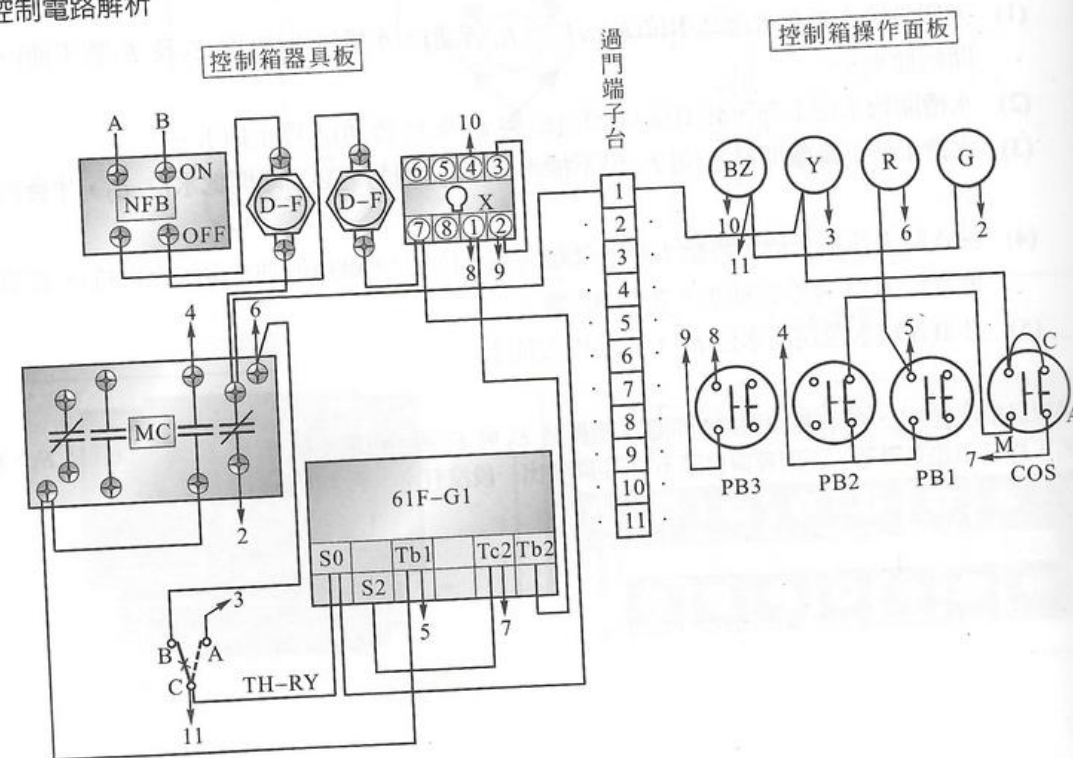 控制電路解析
控制箱器具板
過門端子台
控制箱操作面板
A B
ON
NFB
OFF
D-F
D-F
10
⑥ ⑤ ④ ③
X
⑦ ⑧ ① ②
8 9
1
2
3
4
5
6
7
8
9
10
11
BZ Y R G
10 11 3 6 2
4 6
MC
2
61F-G1
S0 Tb1 Tc2 Tb2
S2
5 7
3
B A
C
TH-RY
11
9 8 4 5 C
A
M
7
PB3 PB2 PB1 COS